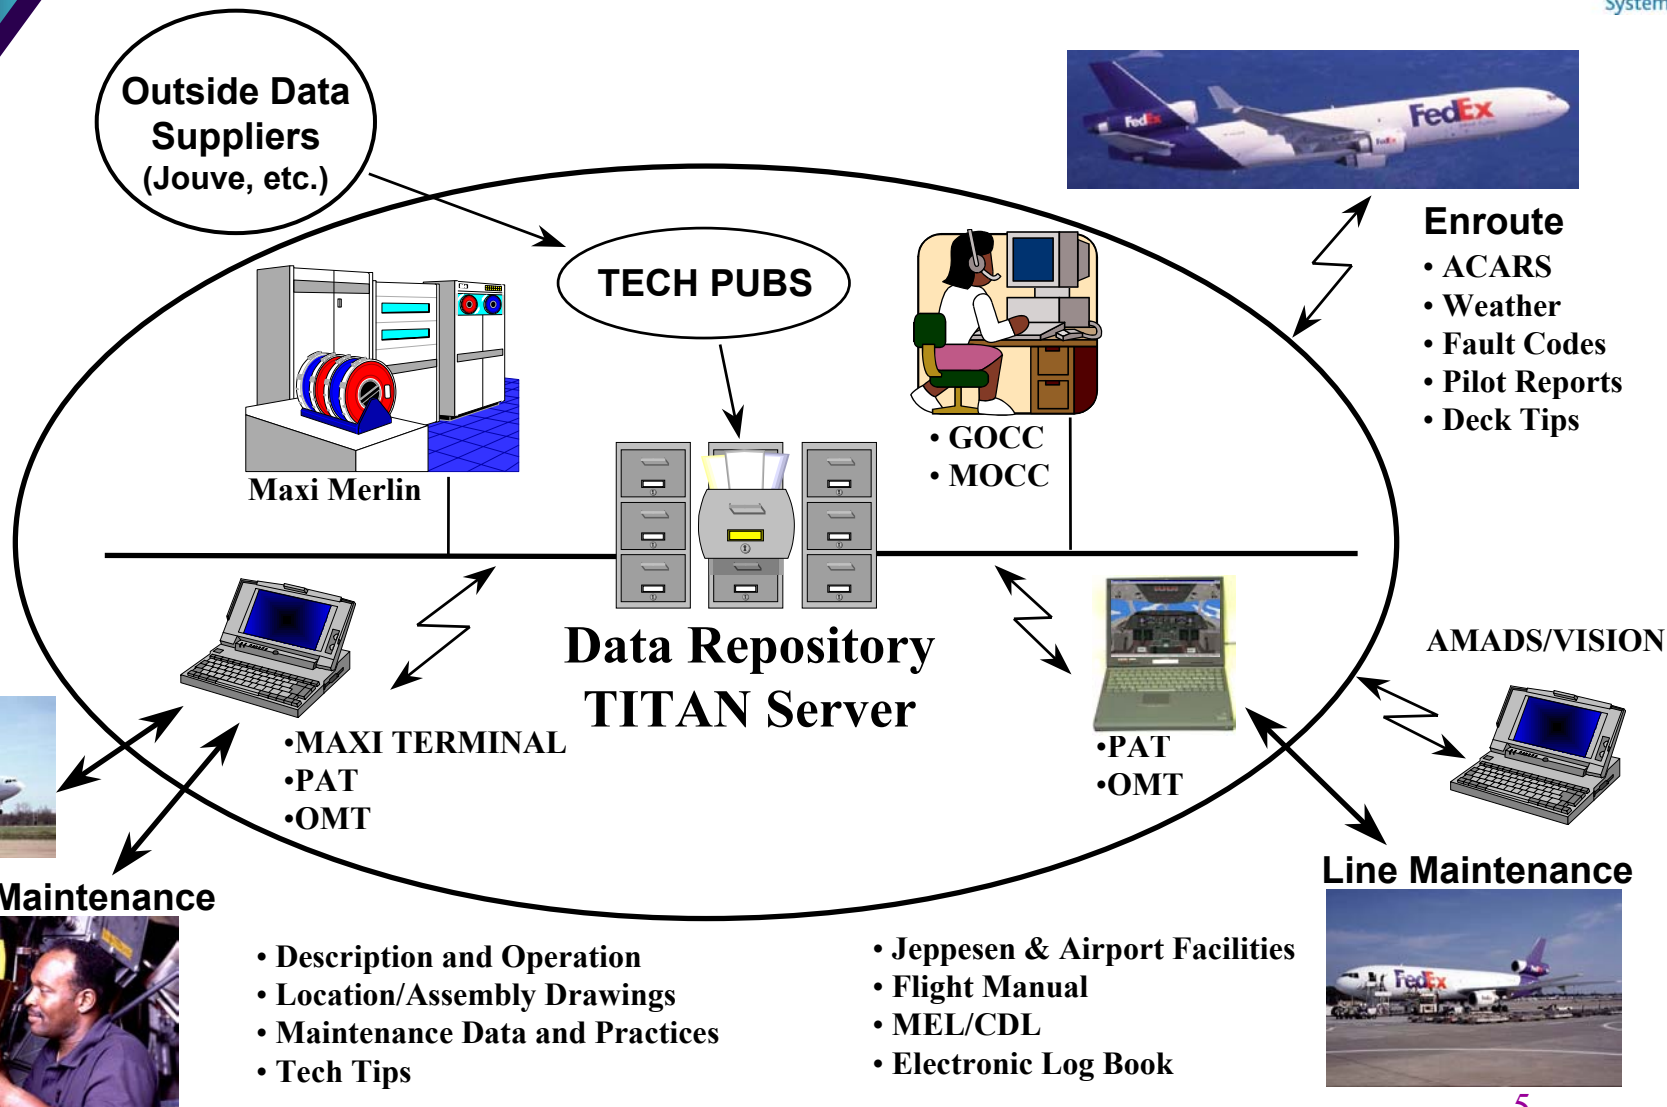 System
Outside Data
Suppliers
(Jouve, etc.)
FedEx
FedEx
FedEx
Enroute
• ACARS
• Weather
• Fault Codes
• Pilot Reports
• Deck Tips
TECH PUBS
• GOCC
• MOCC
Maxi Merlin
Data Repository
TITAN Server
AMADS/VISION
•MAXI TERMINAL
•PAT
•OMT
•PAT
•OMT
Maintenance
Line Maintenance
FedEx
• Description and Operation
• Location/Assembly Drawings
• Maintenance Data and Practices
• Tech Tips
• Jeppesen & Airport Facilities
• Flight Manual
• MEL/CDL
• Electronic Log Book
5